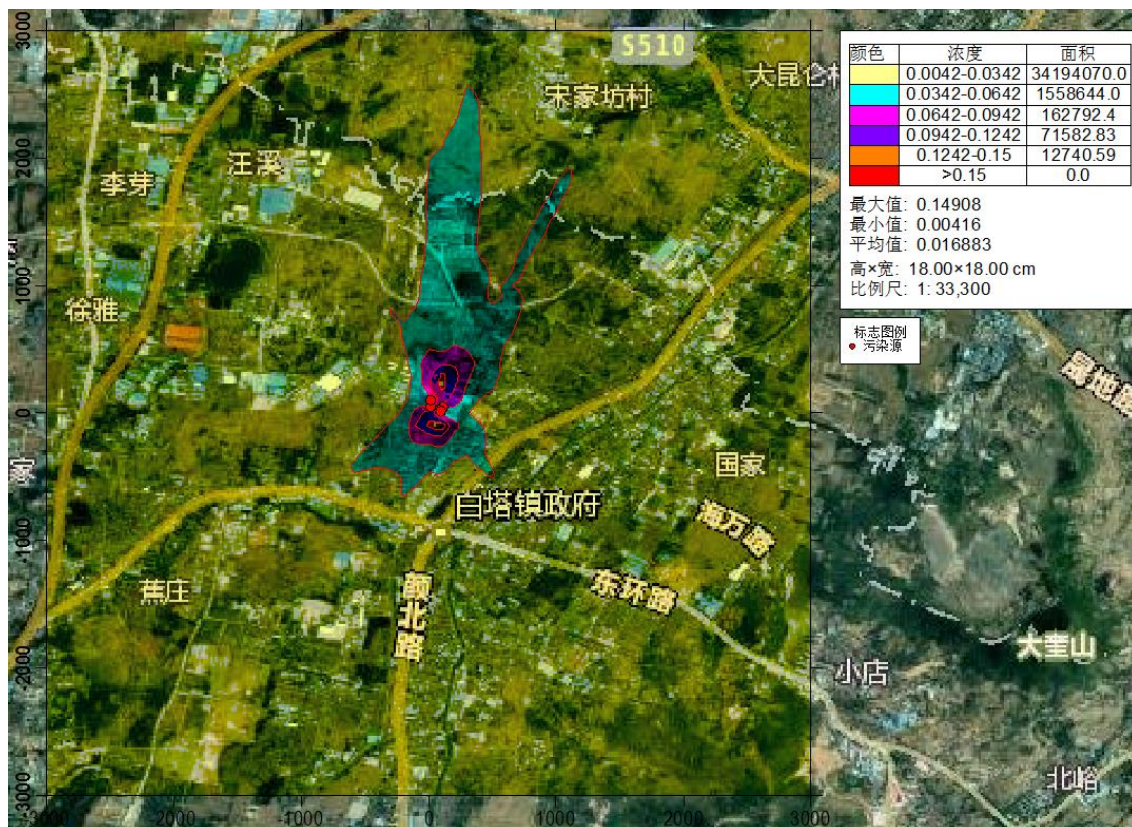 3000
S510
大昆仑村
宋家坊村
2000
汪溪
李芽
1000
徐雅
0.0
国家
白塔镇政府
-1000
颜北路
东环路
蕉庄
-2000
小店
大奎山
北峪
-3000
-3000
-2000
-1000
0
1000
2000
3000
颜色 浓度 面积
0.0042-0.0342 34194070.0
0.0342-0.0642 1558644.0
0.0642-0.0942 162792.4
0.0942-0.1242 71582.83
0.1242-0.15 12740.59
>0.15 0.0
最大值: 0.14908
最小值: 0.00416
平均值: 0.016883
高×宽: 18.00×18.00 cm
比例尺: 1: 33,300
标志图例
污染源